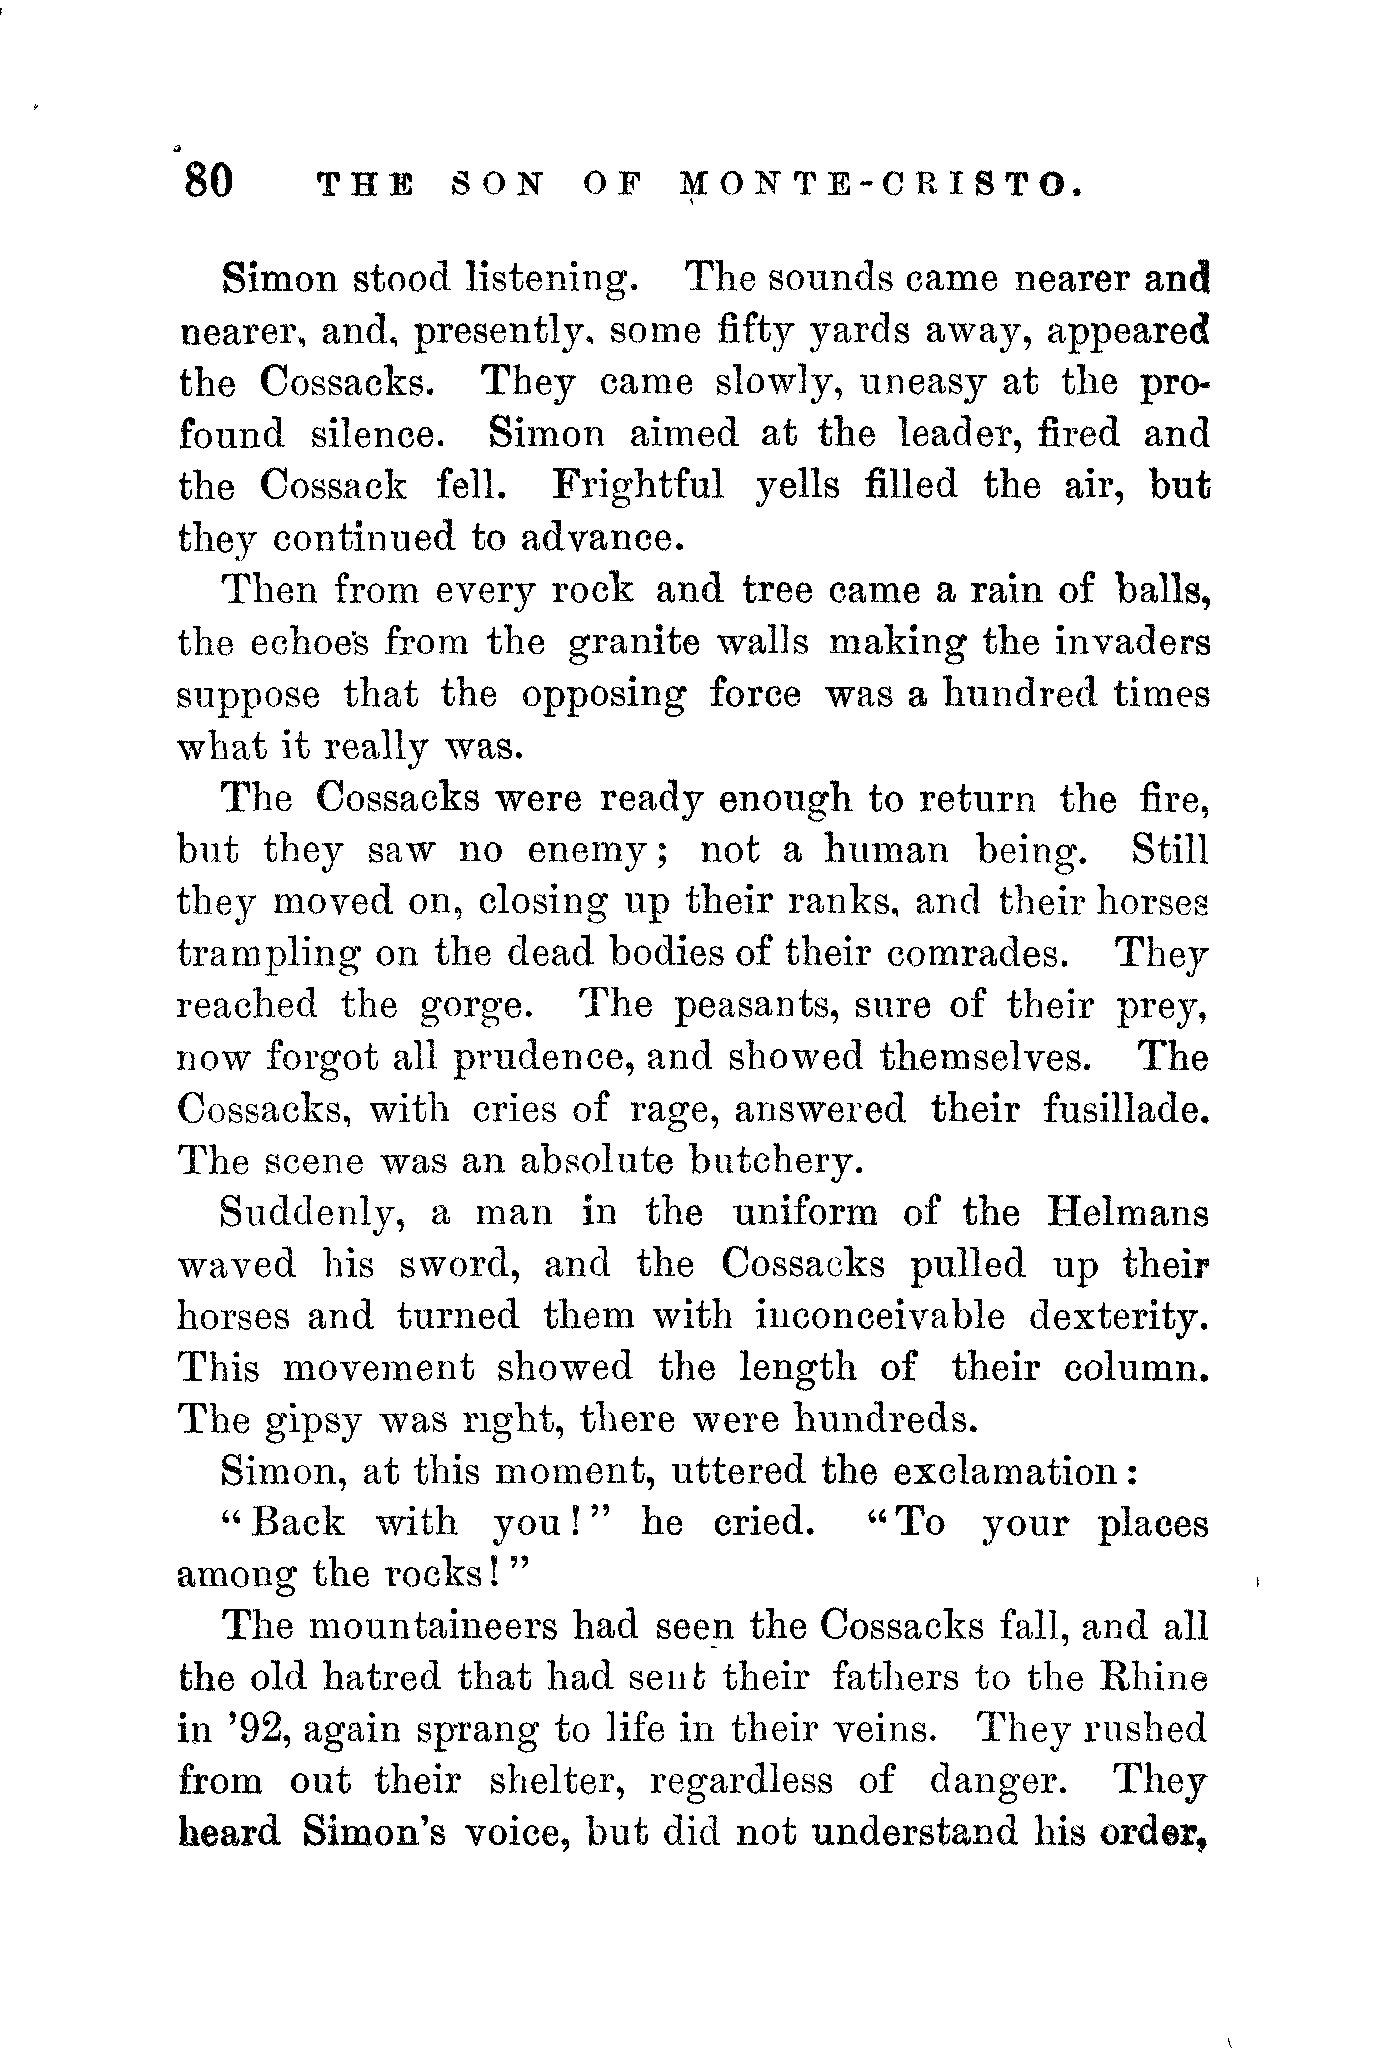 80 THE SON OF MONTE-CRISTO.
Simon stood listening. The sounds came nearer and
nearer, and, presently, some fifty yards away, appeared
the Cossacks. They came slowly, uneasy at the pro-
found silence. Simon aimed at the leader, fired and
the Cossack fell. Frightful yells filled the air, but
they continued to advance.
Then from every rock and tree came a rain of balls,
the echoes from the granite walls making the invaders
suppose that the opposing force was a hundred times
what it really was.
The Cossacks were ready enough to return the fire,
but they saw no enemy; not a human being. Still
they moved on, closing up their ranks, and their horses
trampling on the dead bodies of their comrades. They
reached the gorge. The peasants, sure of their prey,
now forgot all prudence, and showed themselves. The
Cossacks, with cries of rage, answered their fusillade.
The scene was an absolute butchery.
Suddenly, a man in the uniform of the Helmans
waved his sword, and the Cossacks pulled up their
horses and turned them with inconceivable dexterity.
This movement showed the length of their column.
The gipsy was right, there were hundreds.
Simon, at this moment, uttered the exclamation:
"Back with you!" he cried. "To your places
among the rocks!"
The mountaineers had seen the Cossacks fall, and all
the old hatred that had sent their fathers to the Rhine
in '92, again sprang to life in their veins. They rushed
from out their shelter, regardless of danger. They
heard Simon's voice, but did not understand his order,